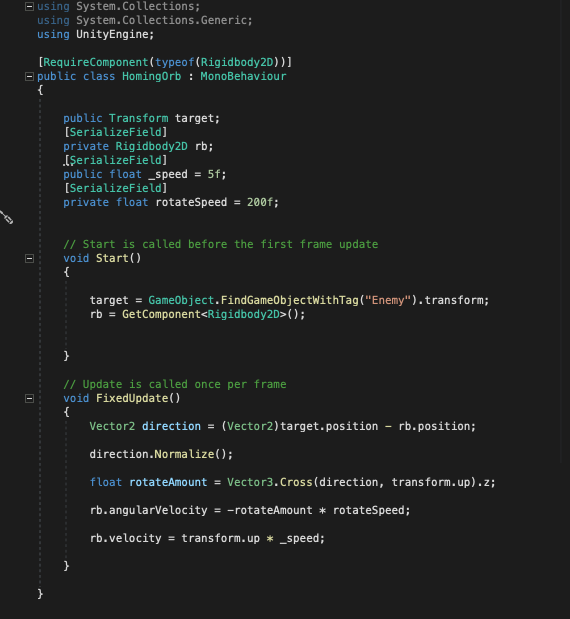 using System.Collections;
using System.Collections.Generic;
using UnityEngine;
[RequireComponent(typeof(Rigidbody2D))]
public class HomingOrb : MonoBehaviour
{
public Transform target;
[SerializeField]
private Rigidbody2D rb;
[SerializeField]
public float _speed = 5f;
[SerializeField]
private float rotateSpeed = 200f;
// Start is called before the first frame update
void Start()
{
target = GameObject.FindGameObjectWithTag("Enemy").transform;
rb = GetComponent<Rigidbody2D>();
}
// Update is called once per frame
void FixedUpdate()
{
Vector2 direction = (Vector2)target.position - rb.position;
direction.Normalize();
float rotateAmount = Vector3.Cross(direction, transform.up).z;
rb.angularVelocity = -rotateAmount * rotateSpeed;
rb.velocity = transform.up * _speed;
}
}